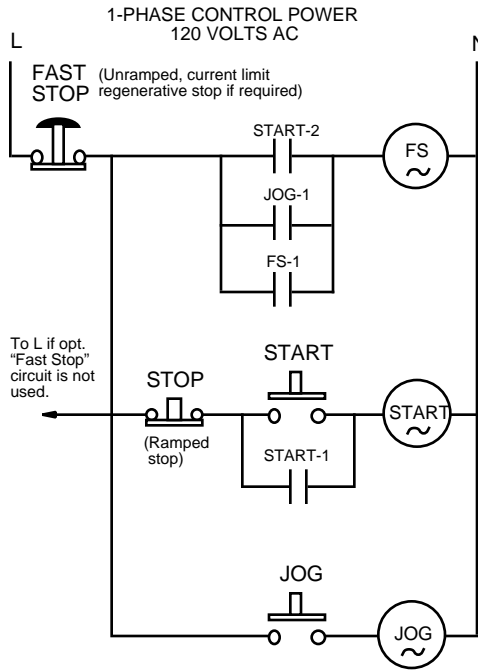 1-PHASE CONTROL POWER
120 VOLTS AC
L
N
FAST
STOP
(Unramped, current limit
regenerative stop if required)
START-2
FS
JOG-1
FS-1
To L if opt.
“Fast Stop”
circuit is not
used.
STOP
(Ramped
stop)
START
START
START-1
JOG
JOG